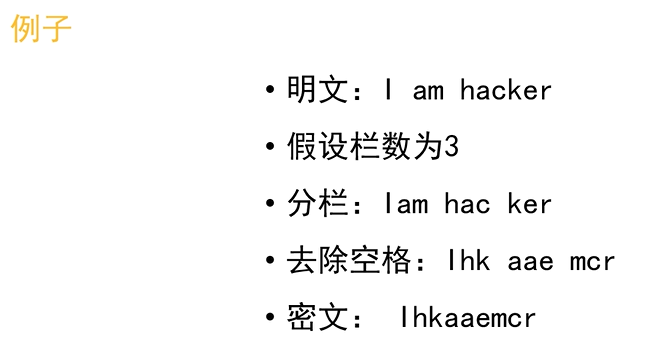 例子
• 明文：I am hacker
• 假设栏数为3
• 分栏：Iam hac ker
• 去除空格：Ihk aae mcr
• 密文： Ihkaaemcr